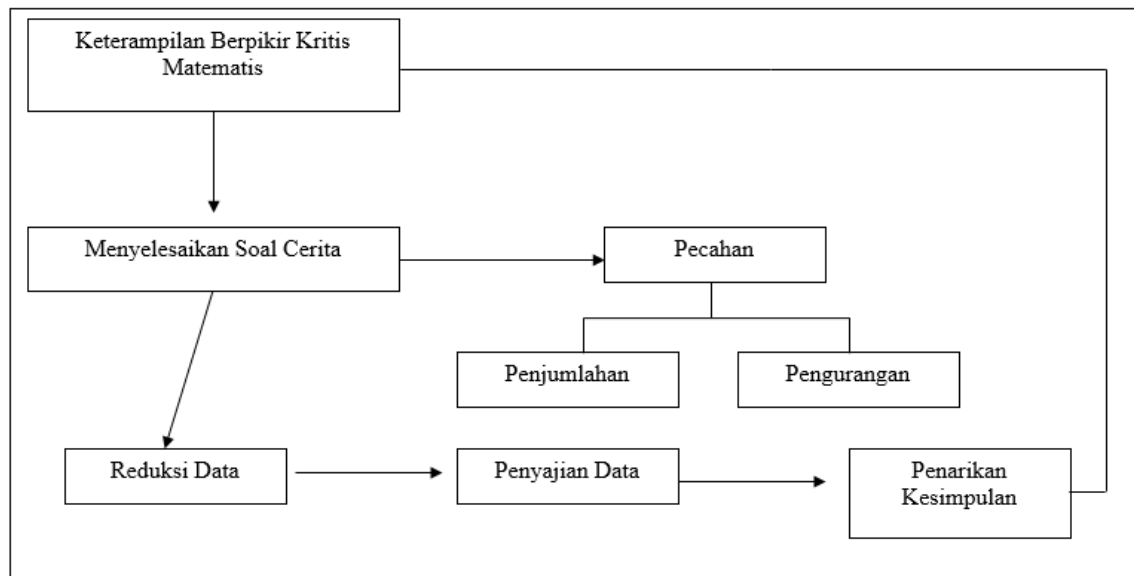 Keterampilan Berpikir Kritis
Matematis
Menyelesaikan Soal Cerita
Pecahan
Penjumlahan
Pengurangan
Reduksi Data
Penyajian Data
Penarikan
Kesimpulan